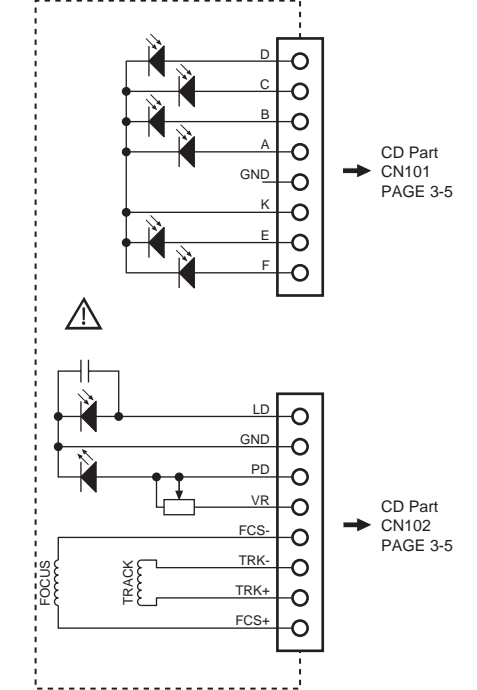 D
C
B
A
GND
K
E
F
CD Part
CN101
PAGE 3-5
LD
GND
PD
VR
FCS-
TRK-
TRK+
FCS+
FOCUS
TRACK
CD Part
CN102
PAGE 3-5